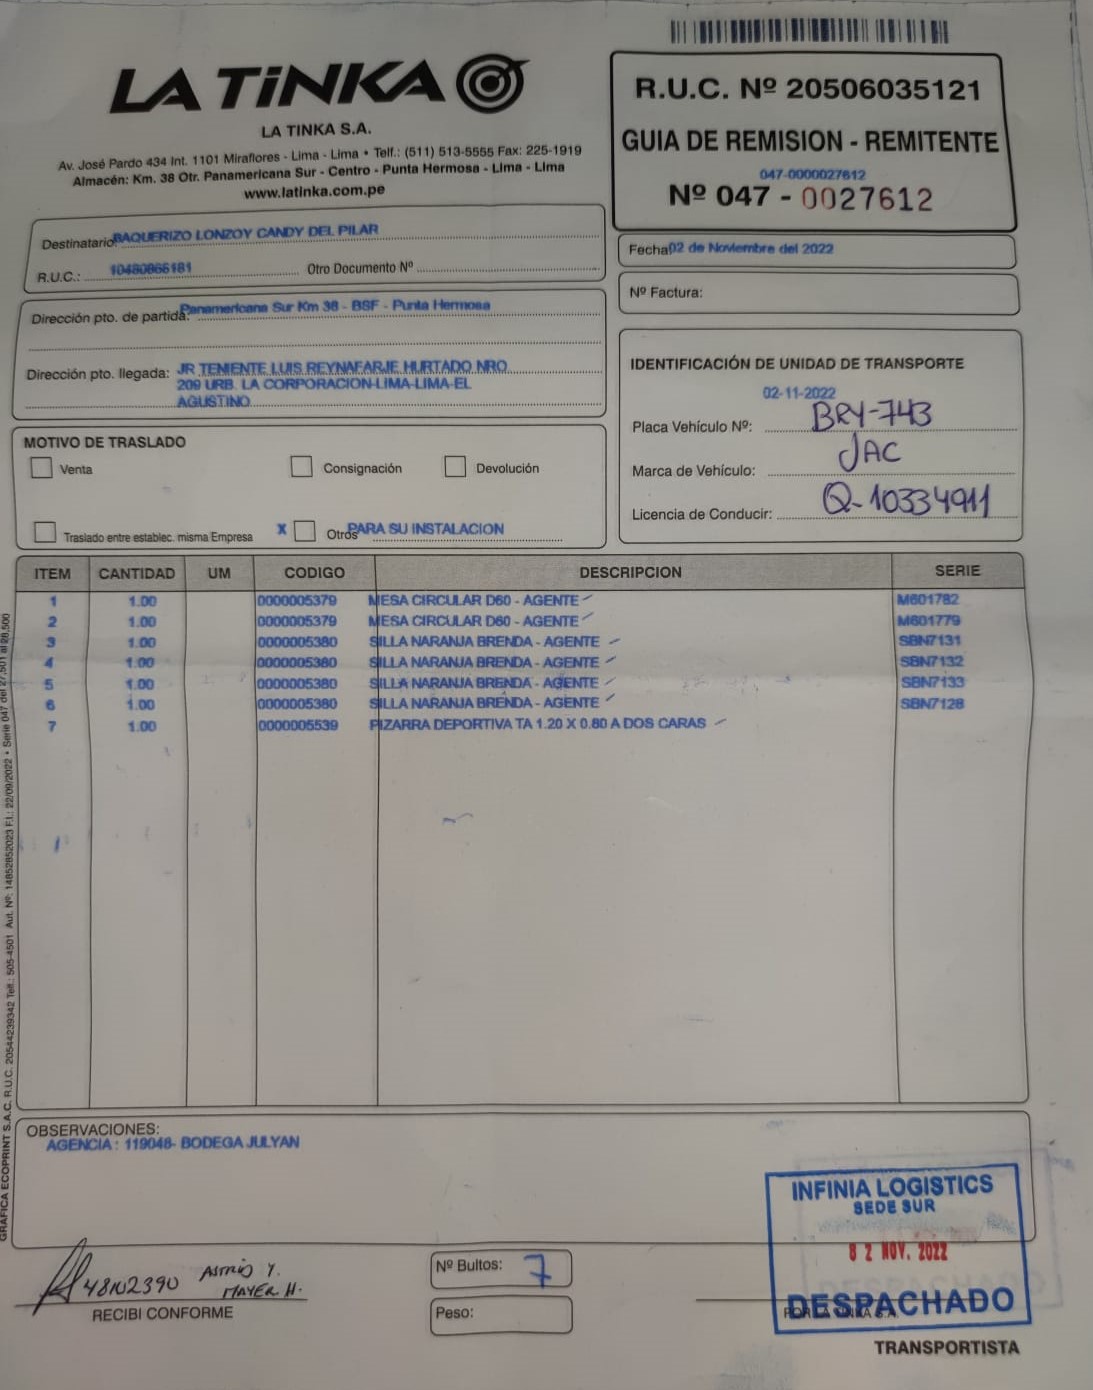 LA TiNKA
LA TINKA S.A.
Av. José Pardo 434 Int. 1101 Miraflores - Lima - Lima • Telf.: (511) 513-5555 Fax: 225-1919
Almacén: Km. 38 Otr. Panamericana Sur - Centro - Punta Hermosa - Lima - Lima
www.latinka.com.pe
R.U.C. Nº 20506035121
GUIA DE REMISION - REMITENTE
047-0000027612
Nº 047 - 0027612
Destinatario BAQUERIZO LONZOY CANDY DEL PILAR
R.U.C.: 10480866181 Otro Documento Nº
Fecha 02 de Noviembre del 2022
Nº Factura:
Dirección pto. de partida: Panamericana Sur Km 38 - BSF - Punta Hermosa
Dirección pto. llegada: JR TENIENTE LUIS REYNAFARJE HURTADO NRO
209 URB. LA CORPORACION-LIMA-LIMA-EL
AGUSTINO
IDENTIFICACIÓN DE UNIDAD DE TRANSPORTE
02-11-2022
Placa Vehículo Nº: BRY-743
Marca de Vehículo: JAC
Licencia de Conducir: Q-10334911
MOTIVO DE TRASLADO
Venta Consignación Devolución
Traslado entre establec. misma Empresa X Otros PARA SU INSTALACION
ITEM CANTIDAD UM CODIGO DESCRIPCION SERIE
1 1.00 0000005379 MESA CIRCULAR D60 - AGENTE M601782
2 1.00 0000005379 MESA CIRCULAR D60 - AGENTE M601779
3 1.00 0000005380 SILLA NARANJA BRENDA - AGENTE SBN7131
4 1.00 0000005380 SILLA NARANJA BRENDA - AGENTE SBN7132
5 1.00 0000005380 SILLA NARANJA BRENDA - AGENTE SBN7133
6 1.00 0000005380 SILLA NARANJA BRENDA - AGENTE SBN7128
7 1.00 0000005539 PIZARRA DEPORTIVA TA 1.20 X 0.80 A DOS CARAS
OBSERVACIONES:
AGENCIA : 119048- BODEGA JULYAN
INFINIA LOGISTICS
SEDE SUR
02 NOV. 2022
DESPACHADO
48102390 ASTRID Y.
MAYER H.
RECIBI CONFORME
Nº Bultos: 7
Peso:
POR LA TINKA S.A.
TRANSPORTISTA
GRAFICA ECOPRINT S.A.C. R.U.C. 20544239342 Telf.: 505-4501 Aut. Nº: 14852852023 F.I.: 22/09/2022 • Serie 047 del 27,501 al 28,500